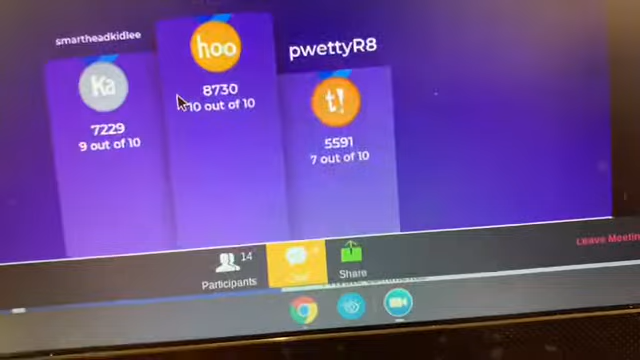 smartheadkidlee
hoo
pwettyR8
Ka
8730
t!
10 out of 10
7229
5591
9 out of 10
7 out of 10
14
Leave Meetin
Participants
Share